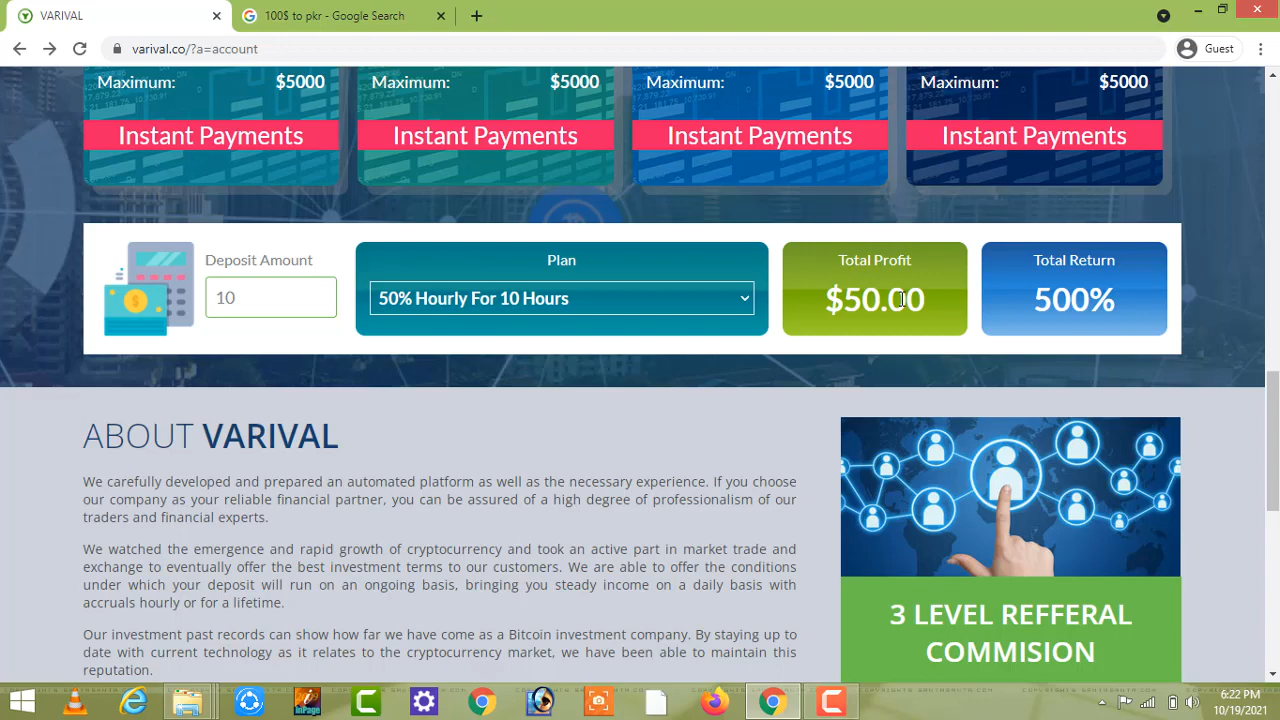 VARIVAL
100$ to pkr - Google Search
varival.co/?a=account
Guest
Maximum: $5000
Maximum: $5000
Maximum: $5000
Maximum: $5000
Instant Payments
Instant Payments
Instant Payments
Instant Payments
Deposit Amount
10
Plan
50% Hourly For 10 Hours
Total Profit
$50.00
Total Return
500%
ABOUT VARIVAL
We carefully developed and prepared an automated platform as well as the necessary experience. If you choose
our company as your reliable financial partner, you can be assured of a high degree of professionalism of our
traders and financial experts.
We watched the emergence and rapid growth of cryptocurrency and took an active part in market trade and
exchange to eventually offer the best investment terms to our customers. We are able to offer the conditions
under which your deposit will run on an ongoing basis, bringing you steady income on a daily basis with
accruals hourly or for a lifetime.
Our investment past records can show how far we have come as a Bitcoin investment company. By staying up to
date with current technology as it relates to the cryptocurrency market, we have been able to maintain this
reputation.
3 LEVEL REFFERAL
COMMISION
InPage
6:22 PM
10/19/2021